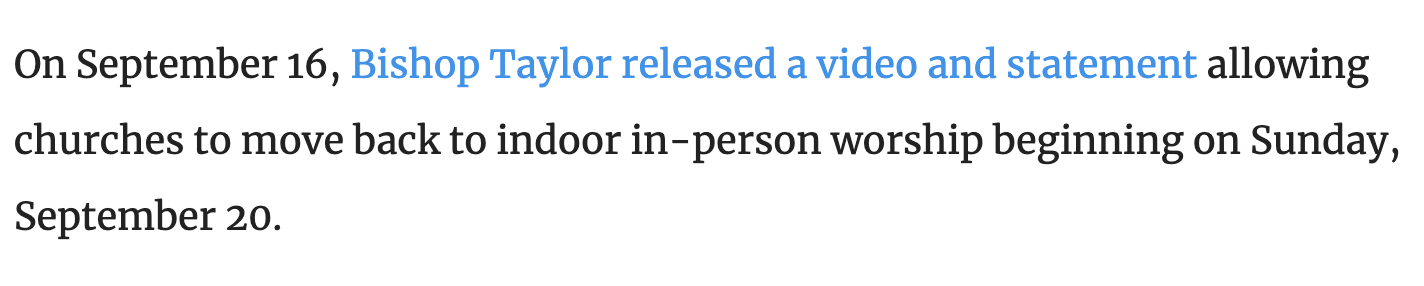 On September 16, Bishop Taylor released a video and statement allowing
churches to move back to indoor in-person worship beginning on Sunday,
September 20.